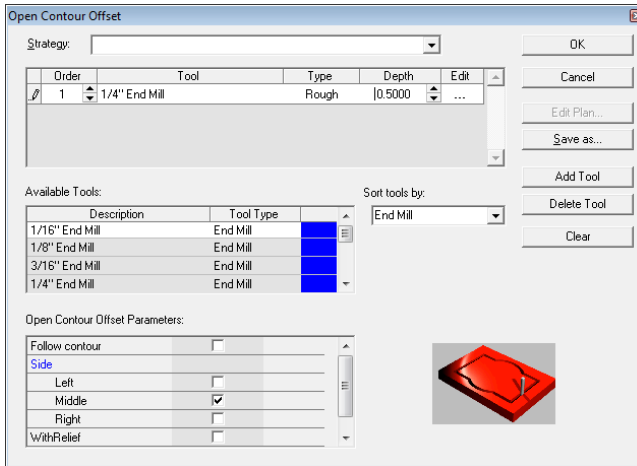 Open Contour Offset
Strategy:
OK
Order Tool Type Depth Edit
1 1/4" End Mill Rough 0.5000 ...
Cancel
Edit Plan...
Save as...
Add Tool
Delete Tool
Clear
Available Tools:
Sort tools by:
Description Tool Type
End Mill
1/16" End Mill End Mill
1/8" End Mill End Mill
3/16" End Mill End Mill
1/4" End Mill End Mill
Open Contour Offset Parameters:
Follow contour
Side
Left
Middle
Right
WithRelief